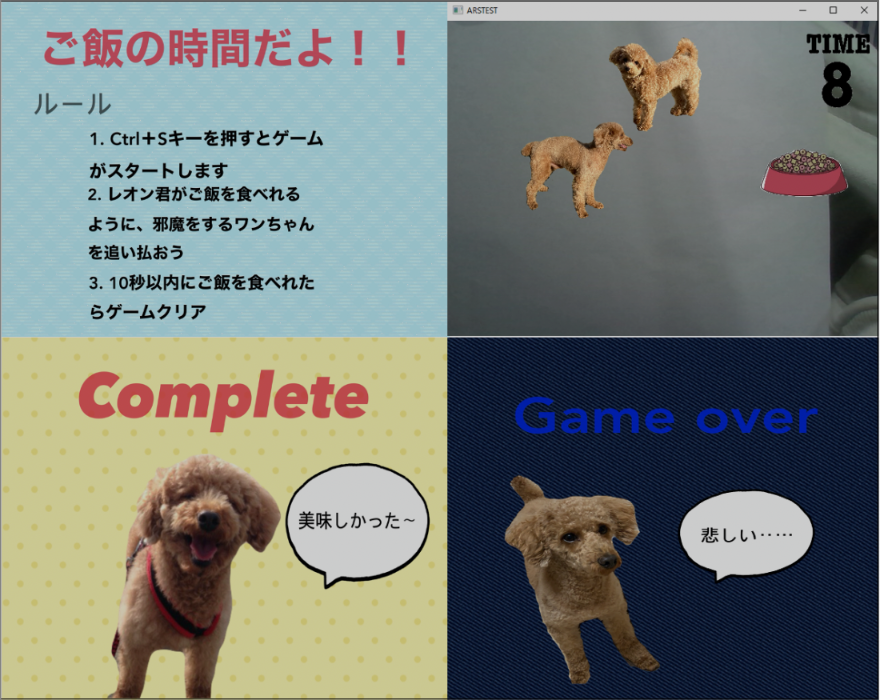 ご飯の時間だよ！！
ルール
1. Ctrl＋Sキーを押すとゲーム
がスタートします
2. レオン君がご飯を食べれる
ように、邪魔をするワンちゃん
を追い払おう
3. 10秒以内にご飯を食べれた
らゲームクリア
ARSTEST
TIME
8
Complete
美味しかった～
Game over
悲しい……